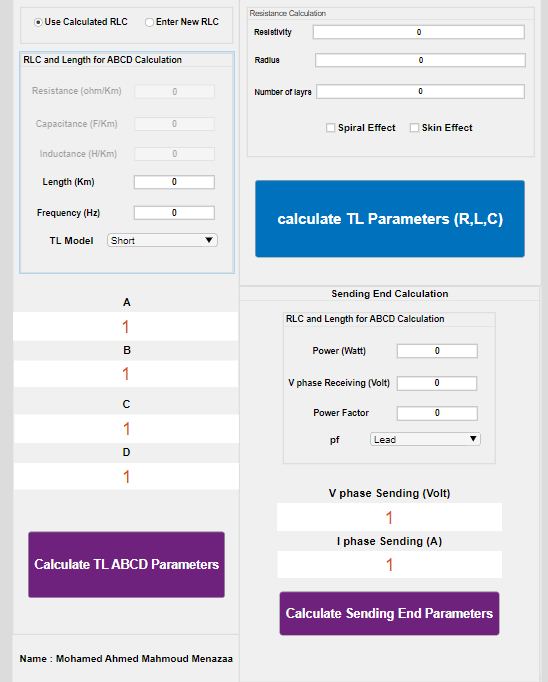 Use Calculated RLC
Enter New RLC
RLC and Length for ABCD Calculation
Resistance (ohm/Km) 0
Capacitance (F/Km) 0
Inductance (H/Km) 0
Length (Km) 0
Frequency (Hz) 0
TL Model Short
A
1
B
1
C
1
D
1
Calculate TL ABCD Parameters
Name : Mohamed Ahmed Mahmoud Menazaa
Resistance Calculation
Resistivity 0
Radius 0
Number of layrs 0
Spiral Effect
Skin Effect
calculate TL Parameters (R,L,C)
Sending End Calculation
RLC and Length for ABCD Calculation
Power (Watt) 0
V phase Receiving (Volt) 0
Power Factor 0
pf Lead
V phase Sending (Volt)
1
I phase Sending (A)
1
Calculate Sending End Parameters